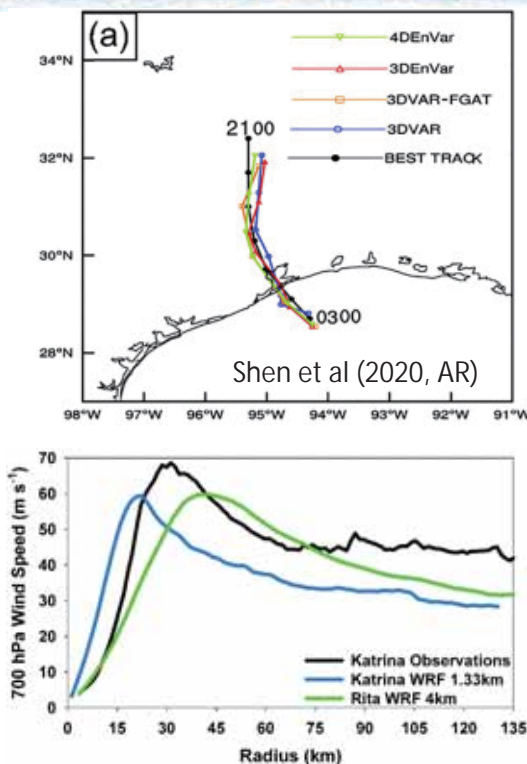 (a)
34°N
32°N
30°N
28°N
4DEnVar
3DEnVar
3DVAR-FGAT
3DVAR
BEST TRACK
2100
0300
Shen et al (2020, AR)
98°W 97°W 96°W 95°W 94°W 93°W 92°W 91°W
700 hPa Wind Speed (m s⁻¹)
70
60
50
40
30
20
10
0
Katrina Observations
Katrina WRF 1.33km
Rita WRF 4km
0 15 30 45 60 75 90 105 120 135
Radius (km)